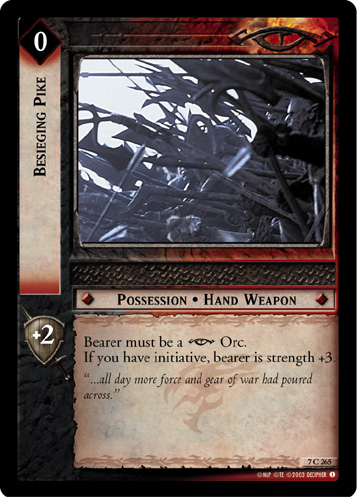 0
BESIEGING PIKE
POSSESSION • HAND WEAPON
+2
Bearer must be a Orc.
If you have initiative, bearer is strength +3.
"...all day more force and gear of war had poured
across."
7 C 265
©NLP ©TE ©2003 DECIPHER 1